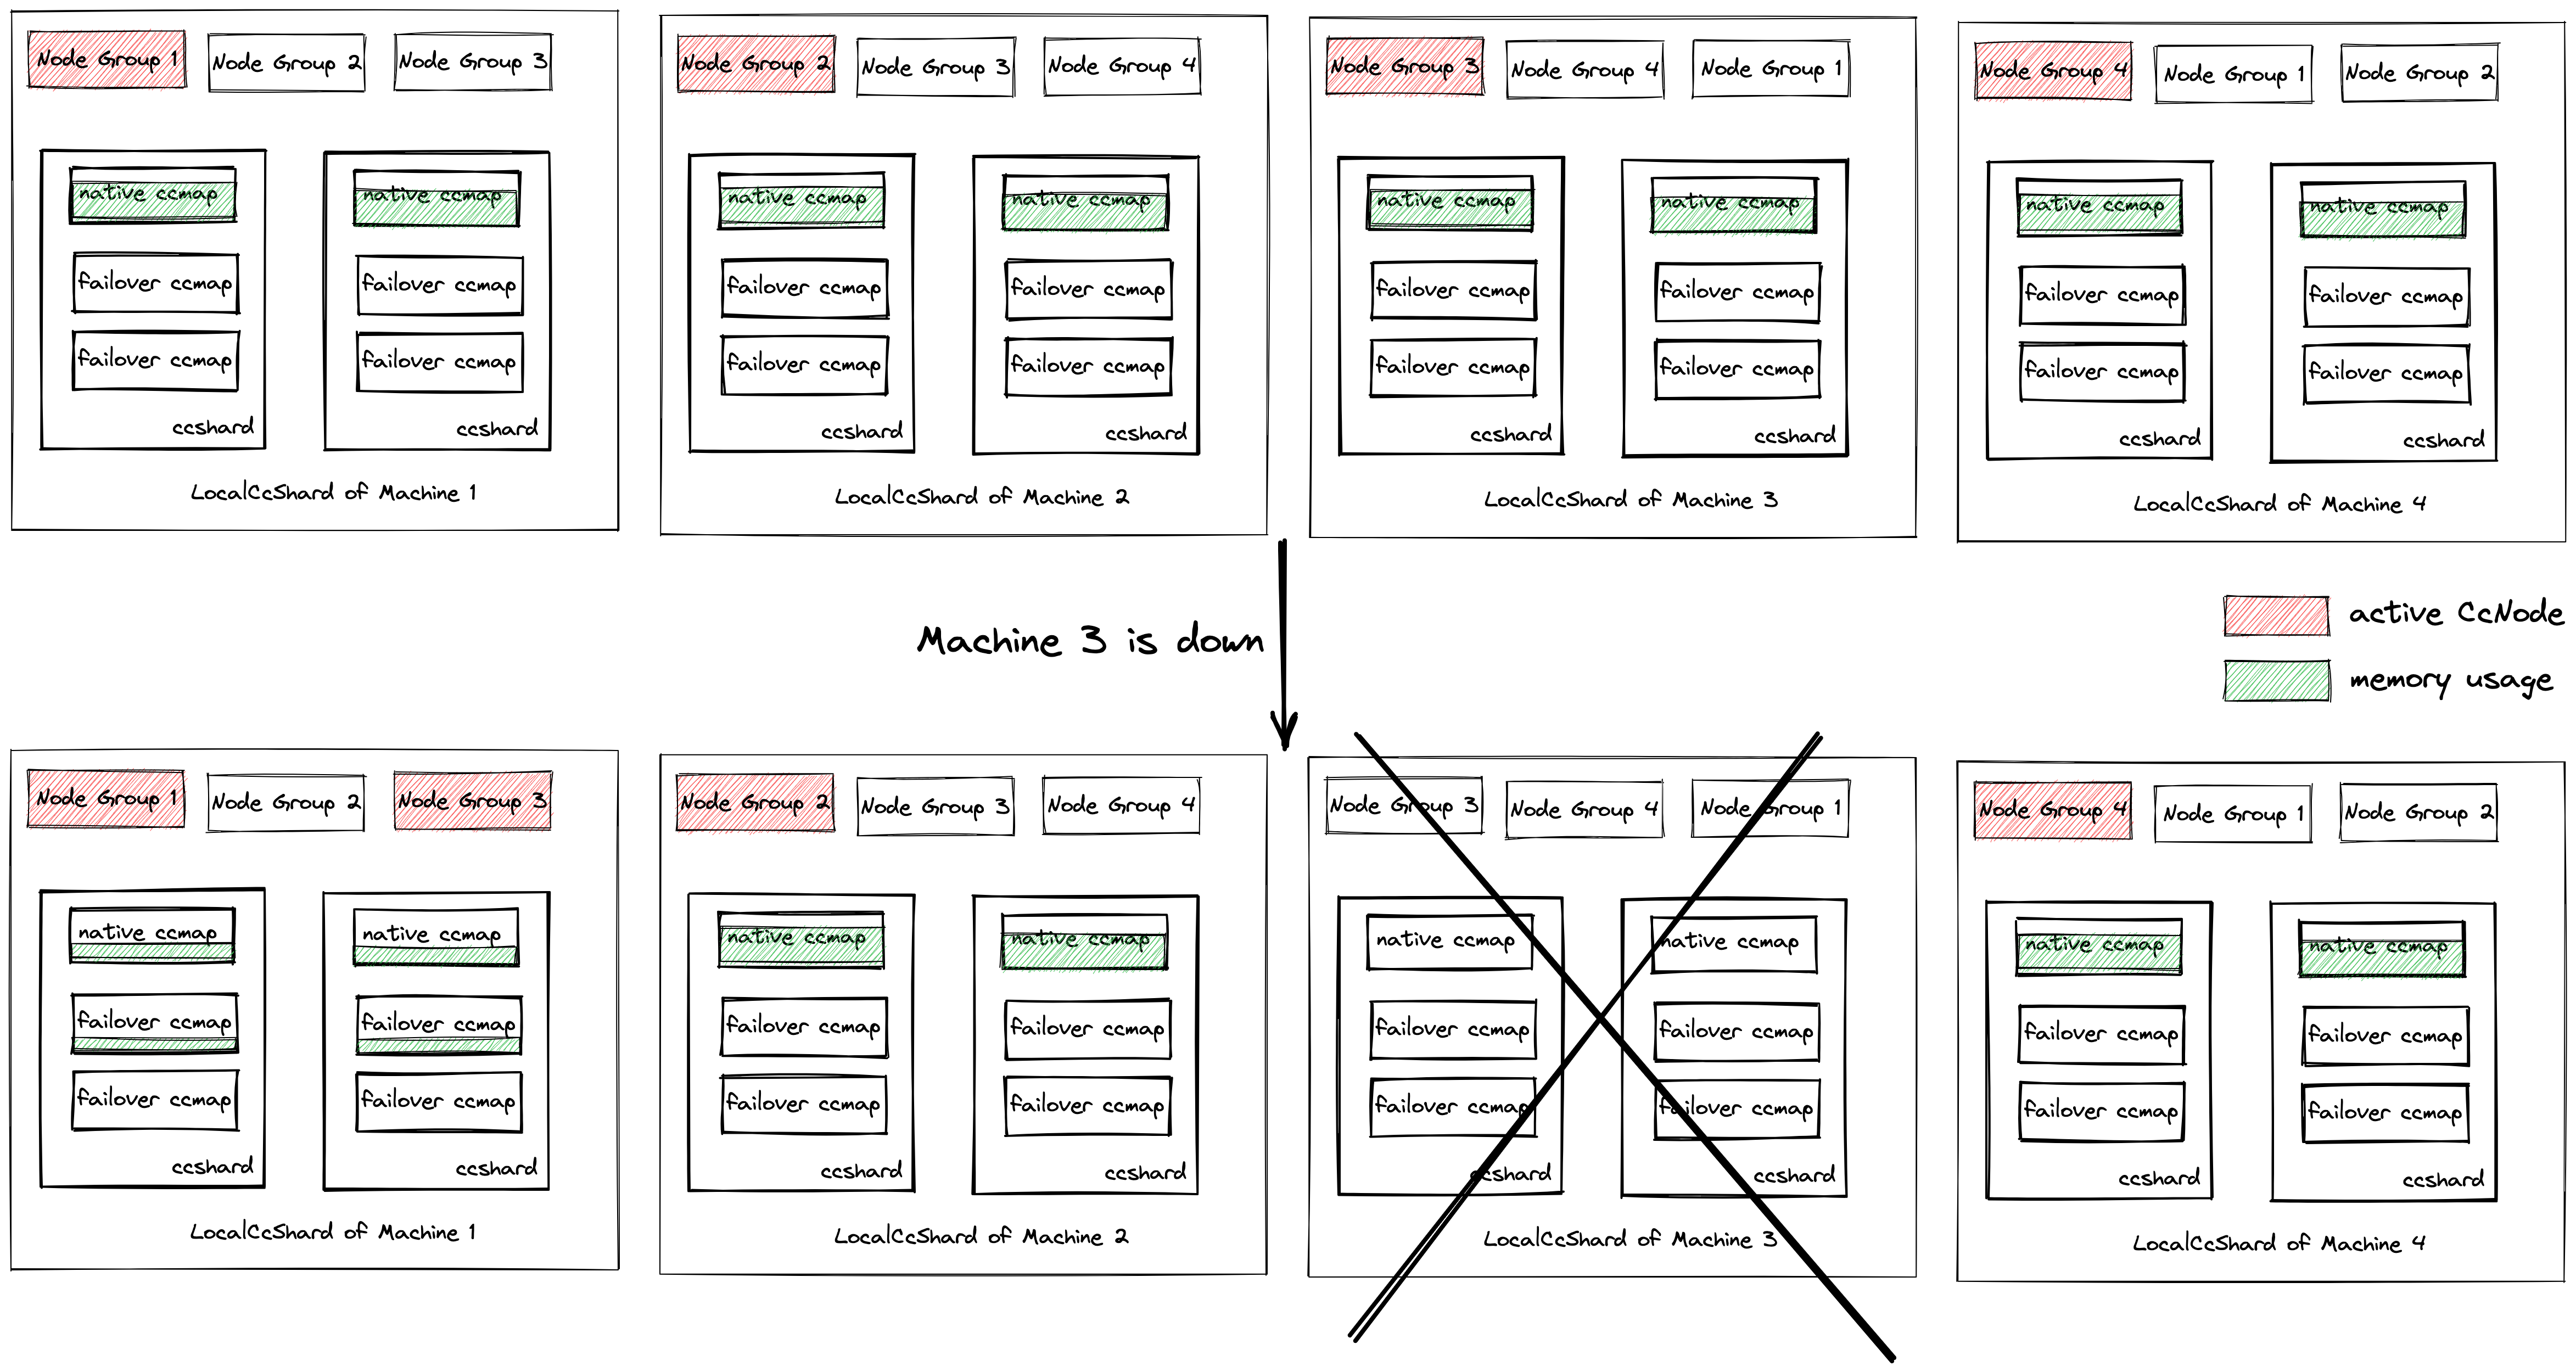 Node Group 1
Node Group 2
Node Group 3
native ccmap
native ccmap
failover ccmap
failover ccmap
failover ccmap
failover ccmap
ccshard
ccshard
LocalCcShard of Machine 1
Node Group 2
Node Group 3
Node Group 4
native ccmap
native ccmap
failover ccmap
failover ccmap
failover ccmap
failover ccmap
ccshard
ccshard
LocalCcShard of Machine 2
Node Group 3
Node Group 4
Node Group 1
native ccmap
native ccmap
failover ccmap
failover ccmap
failover ccmap
failover ccmap
ccshard
ccshard
LocalCcShard of Machine 3
Node Group 4
Node Group 1
Node Group 2
native ccmap
native ccmap
failover ccmap
failover ccmap
failover ccmap
failover ccmap
ccshard
ccshard
LocalCcShard of Machine 4
Machine 3 is down
active CcNode
memory usage
Node Group 1
Node Group 2
Node Group 3
native ccmap
native ccmap
failover ccmap
failover ccmap
failover ccmap
failover ccmap
ccshard
ccshard
LocalCcShard of Machine 1
Node Group 2
Node Group 3
Node Group 4
native ccmap
native ccmap
failover ccmap
failover ccmap
failover ccmap
failover ccmap
ccshard
ccshard
LocalCcShard of Machine 2
Node Group 3
Node Group 4
Node Group 1
native ccmap
native ccmap
failover ccmap
failover ccmap
failover ccmap
failover ccmap
ccshard
ccshard
LocalCcShard of Machine 3
Node Group 4
Node Group 1
Node Group 2
native ccmap
native ccmap
failover ccmap
failover ccmap
failover ccmap
failover ccmap
ccshard
ccshard
LocalCcShard of Machine 4